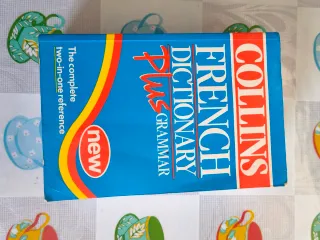 COLLINS
FRENCH
DICTIONARY
Plus GRAMMAR
The complete
two-in-one reference
new